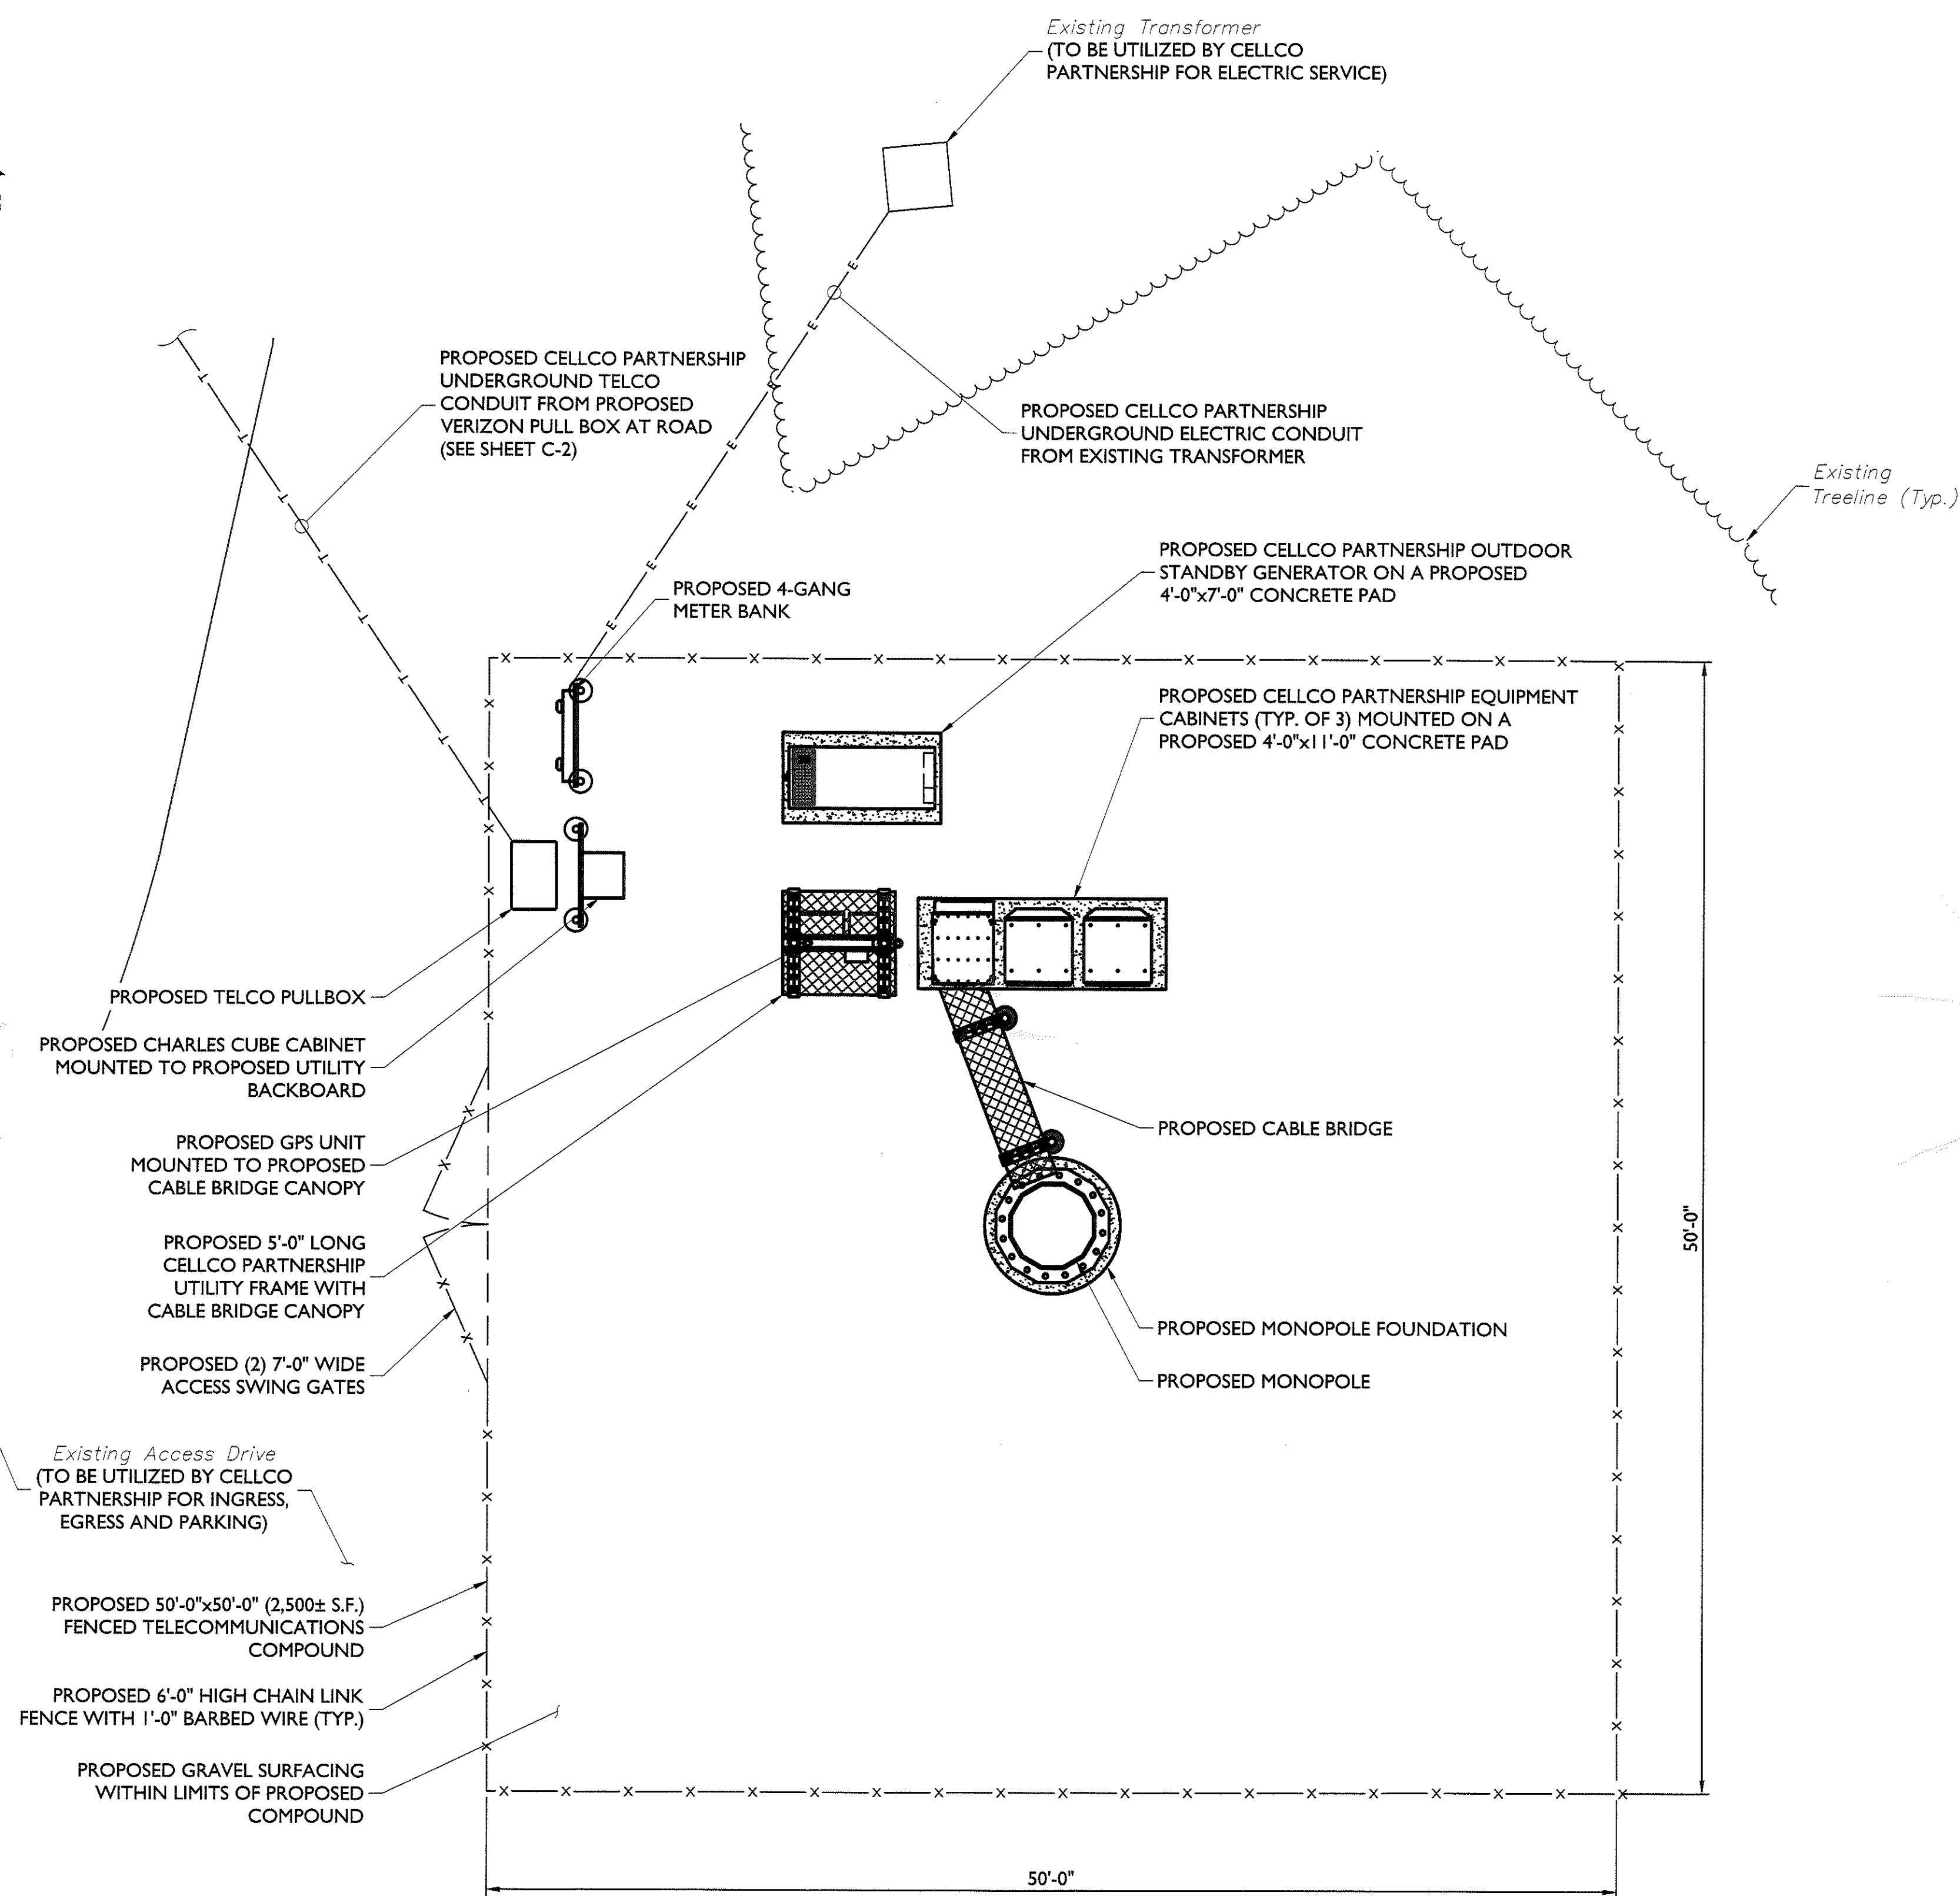 Existing Transformer
(TO BE UTILIZED BY CELLCO
PARTNERSHIP FOR ELECTRIC SERVICE)
PROPOSED CELLCO PARTNERSHIP
UNDERGROUND TELCO
CONDUIT FROM PROPOSED
VERIZON PULL BOX AT ROAD
(SEE SHEET C-2)
PROPOSED CELLCO PARTNERSHIP
UNDERGROUND ELECTRIC CONDUIT
FROM EXISTING TRANSFORMER
Existing
Treeline (Typ.)
PROPOSED CELLCO PARTNERSHIP OUTDOOR
STANDBY GENERATOR ON A PROPOSED
4'-0"x7'-0" CONCRETE PAD
PROPOSED 4-GANG
METER BANK
PROPOSED CELLCO PARTNERSHIP EQUIPMENT
CABINETS (TYP. OF 3) MOUNTED ON A
PROPOSED 4'-0"x11'-0" CONCRETE PAD
PROPOSED TELCO PULLBOX
PROPOSED CHARLES CUBE CABINET
MOUNTED TO PROPOSED UTILITY
BACKBOARD
PROPOSED GPS UNIT
MOUNTED TO PROPOSED
CABLE BRIDGE CANOPY
PROPOSED 5'-0" LONG
CELLCO PARTNERSHIP
UTILITY FRAME WITH
CABLE BRIDGE CANOPY
PROPOSED (2) 7'-0" WIDE
ACCESS SWING GATES
PROPOSED CABLE BRIDGE
PROPOSED MONOPOLE FOUNDATION
PROPOSED MONOPOLE
50'-0"
Existing Access Drive
(TO BE UTILIZED BY CELLCO
PARTNERSHIP FOR INGRESS,
EGRESS AND PARKING)
PROPOSED 50'-0"x50'-0" (2,500± S.F.)
FENCED TELECOMMUNICATIONS
COMPOUND
PROPOSED 6'-0" HIGH CHAIN LINK
FENCE WITH 1'-0" BARBED WIRE (TYP.)
PROPOSED GRAVEL SURFACING
WITHIN LIMITS OF PROPOSED
COMPOUND
50'-0"